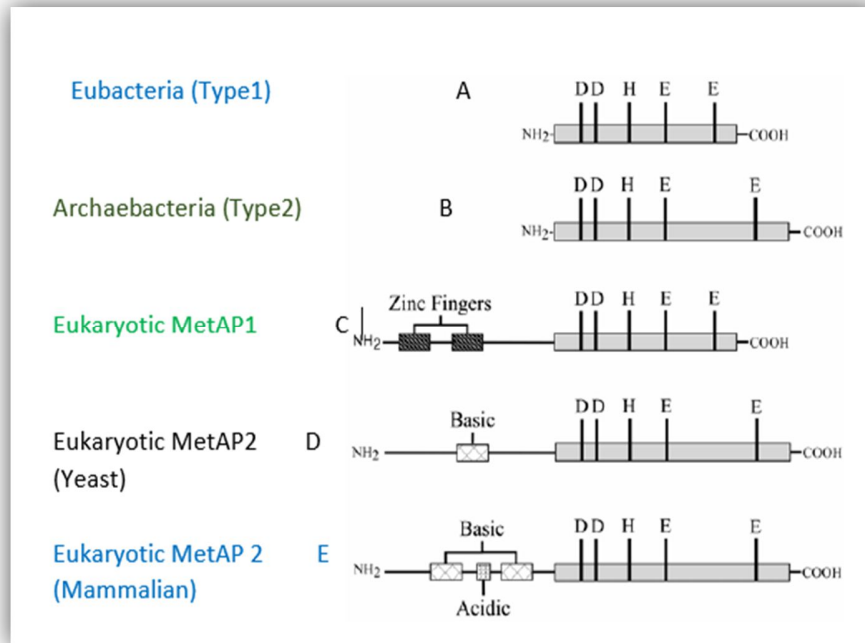 Eubacteria (Type1) A D D H E E
NH2 COOH
Archaebacteria (Type2) B D D H E E
NH2 COOH
Zinc Fingers D D H E E
Eukaryotic MetAP1 C NH2 COOH
Basic D D H E E
Eukaryotic MetAP2 D NH2 COOH
(Yeast)
Basic D D H E E
Eukaryotic MetAP 2 E NH2 COOH
(Mammalian)
Acidic